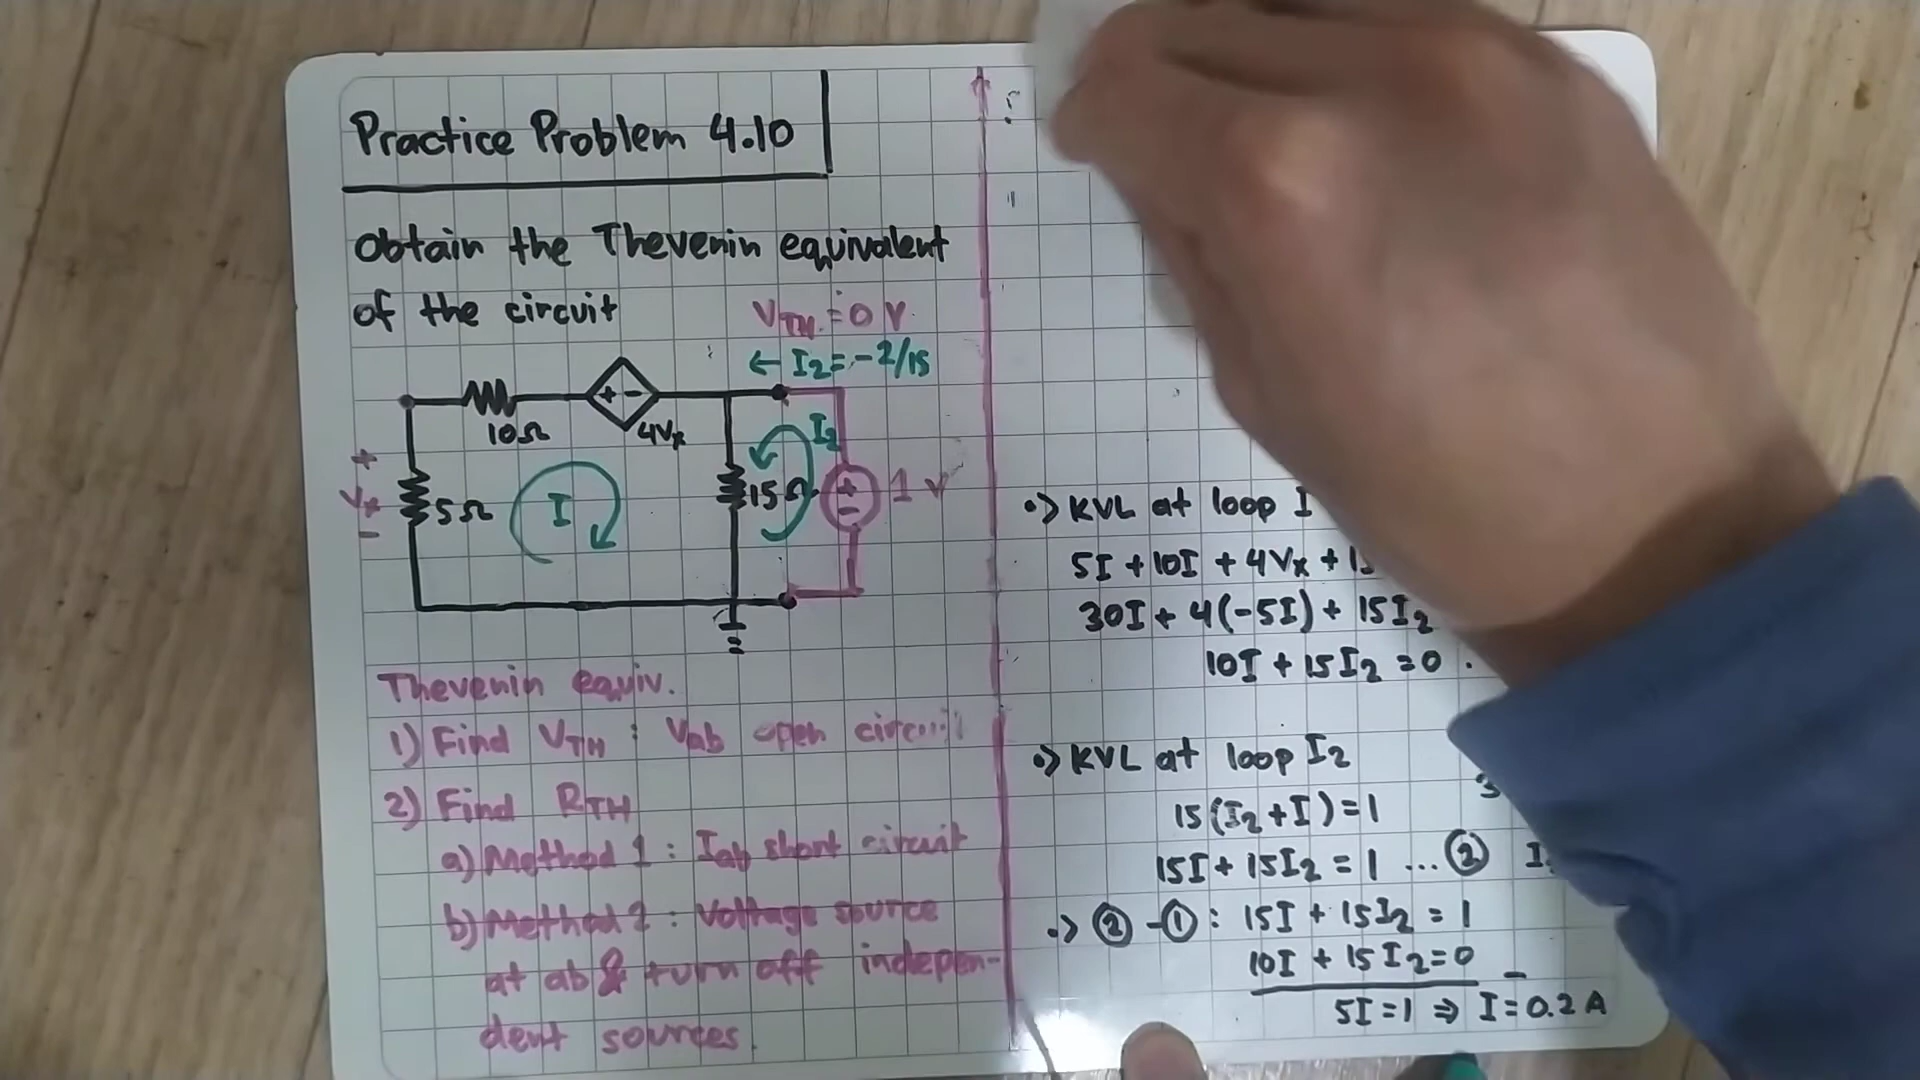 Practice Problem 4.10
Obtain the Thevenin equivalent
of the circuit
VTH = 0 V
← I2 = -2/15
10Ω
+ -
4Vx
I2
+
Vx
-
5Ω
I
15Ω
+
-
1 V
Thevenin equiv.
1) Find VTH : Vab open circuit
2) Find RTH
a) Method 1 : Iab short circuit
b) Method 2 : Voltage source
at ab & turn off indepen-
dent sources
•> KVL at loop I
5I + 10I + 4Vx +
30I + 4(-5I) + 15I2
10I + 15I2 = 0 .
•> KVL at loop I2
15(I2 + I) = 1
15I + 15I2 = 1 ... ②
•> ② - ① : 15I + 15I2 = 1
10I + 15I2 = 0 -
5I = 1 ⇒ I = 0.2 A